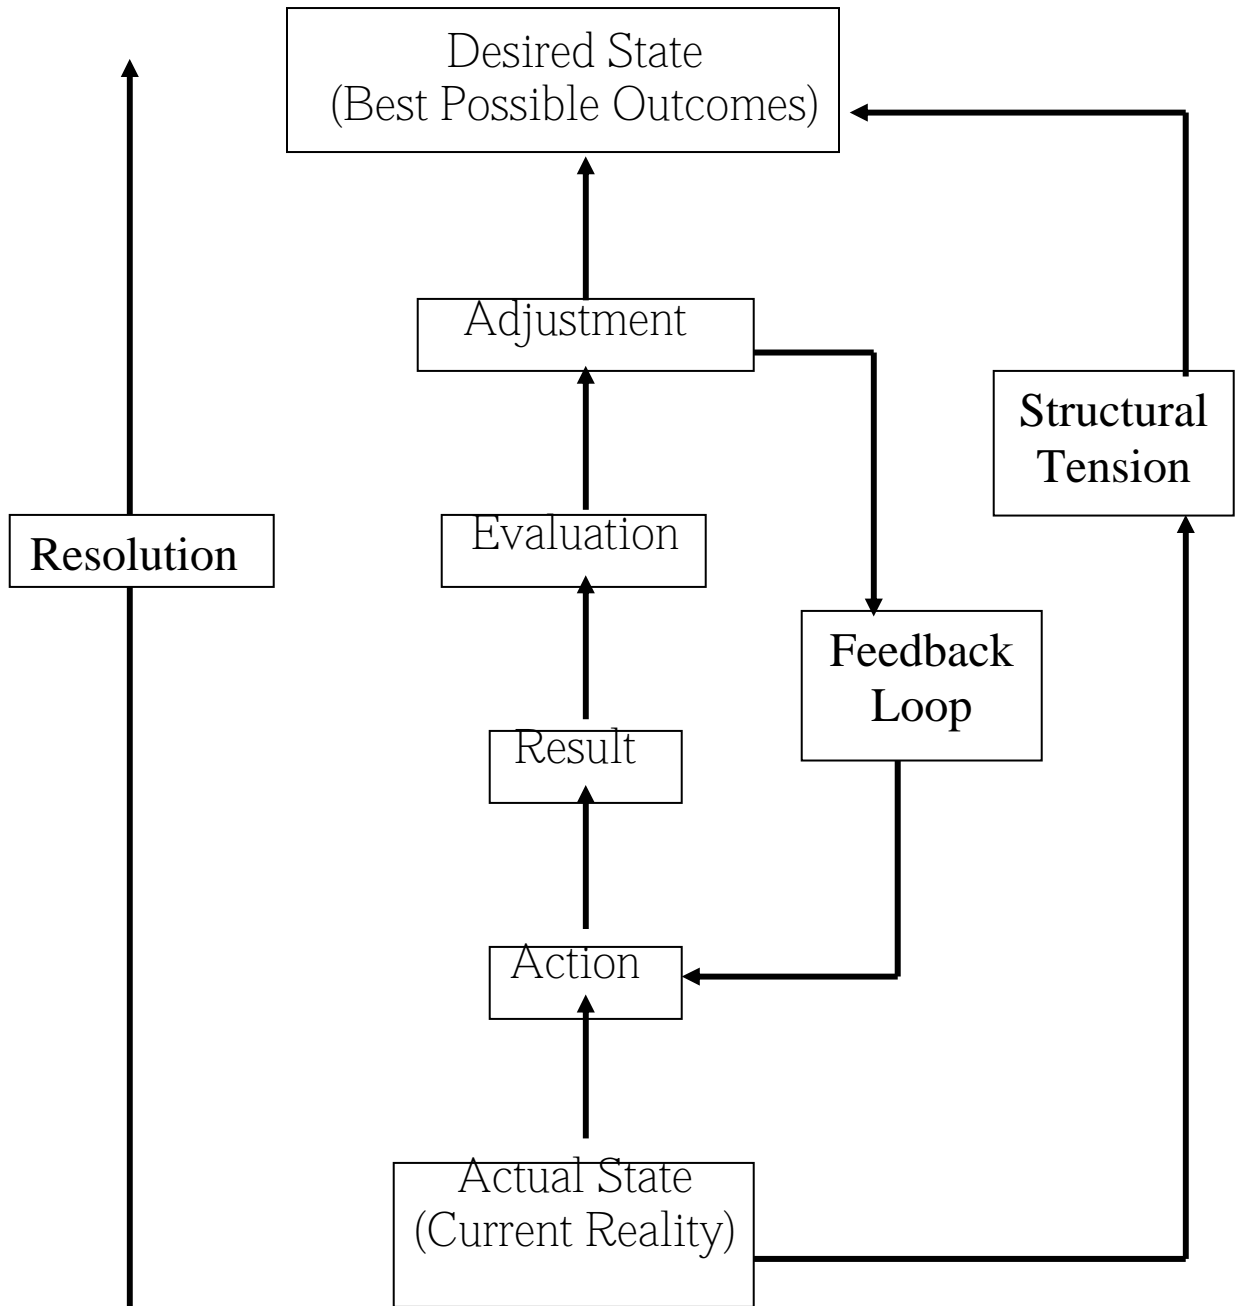 Desired State
(Best Possible Outcomes)
Adjustment
Structural
Tension
Evaluation
Resolution
Feedback
Loop
Result
Action
Actual State
(Current Reality)